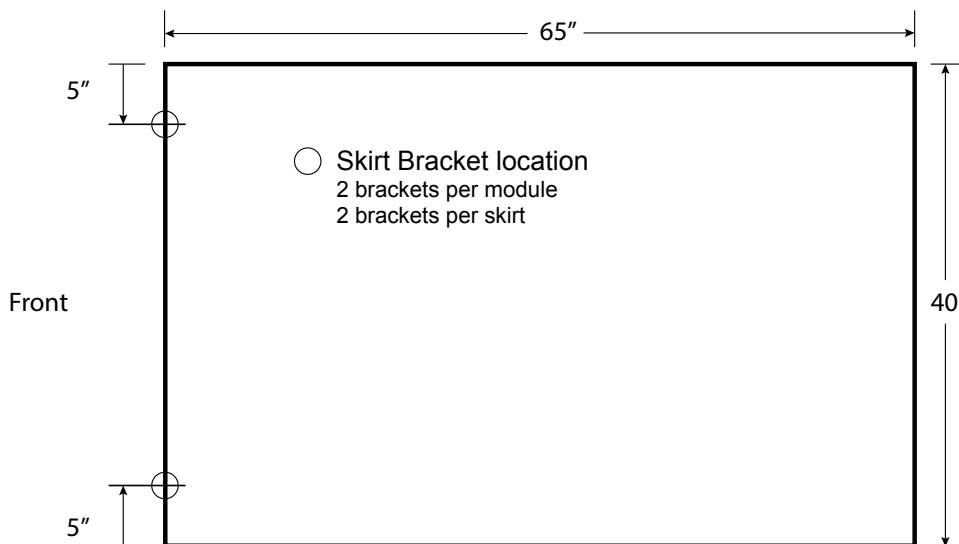 65″
5″
Skirt Bracket location
2 brackets per module
2 brackets per skirt
Front
40
5″